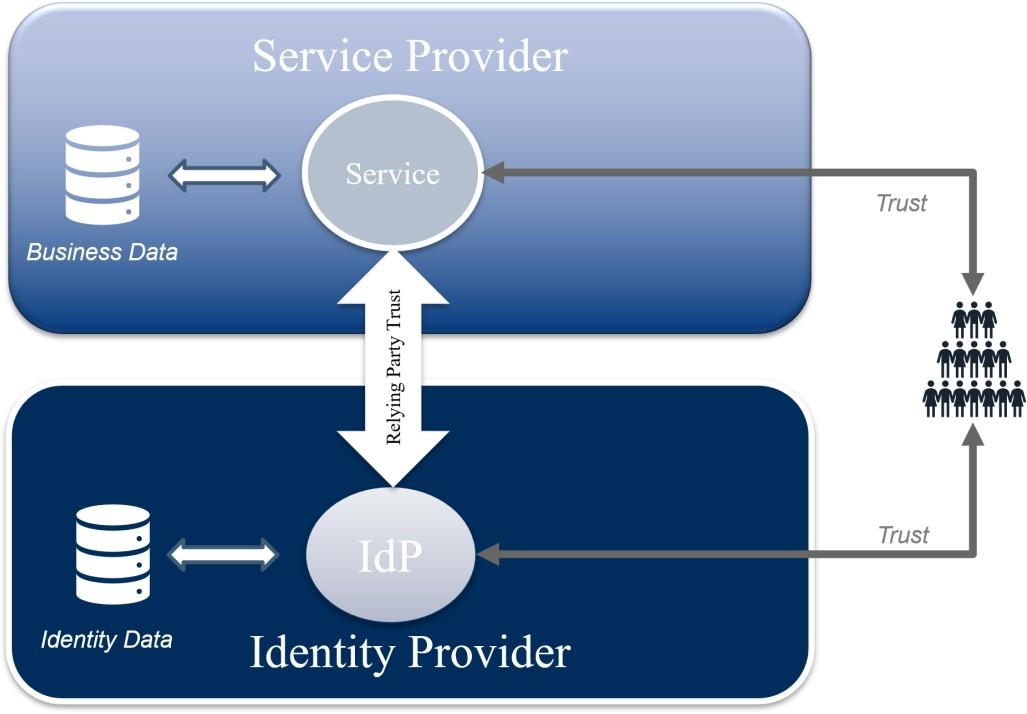 Service Provider
Service
Trust
Business Data
Relying Party Trust
IdP
Trust
Identity Data
Identity Provider